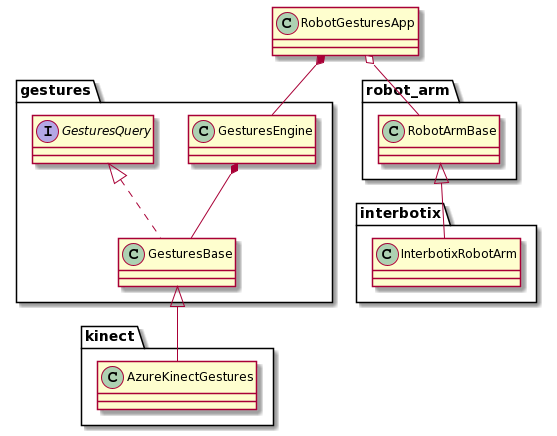 C RobotGesturesApp
gestures
robot_arm
I GesturesQuery
C GesturesEngine
C RobotArmBase
interbotix
C GesturesBase
C InterbotixRobotArm
kinect
C AzureKinectGestures